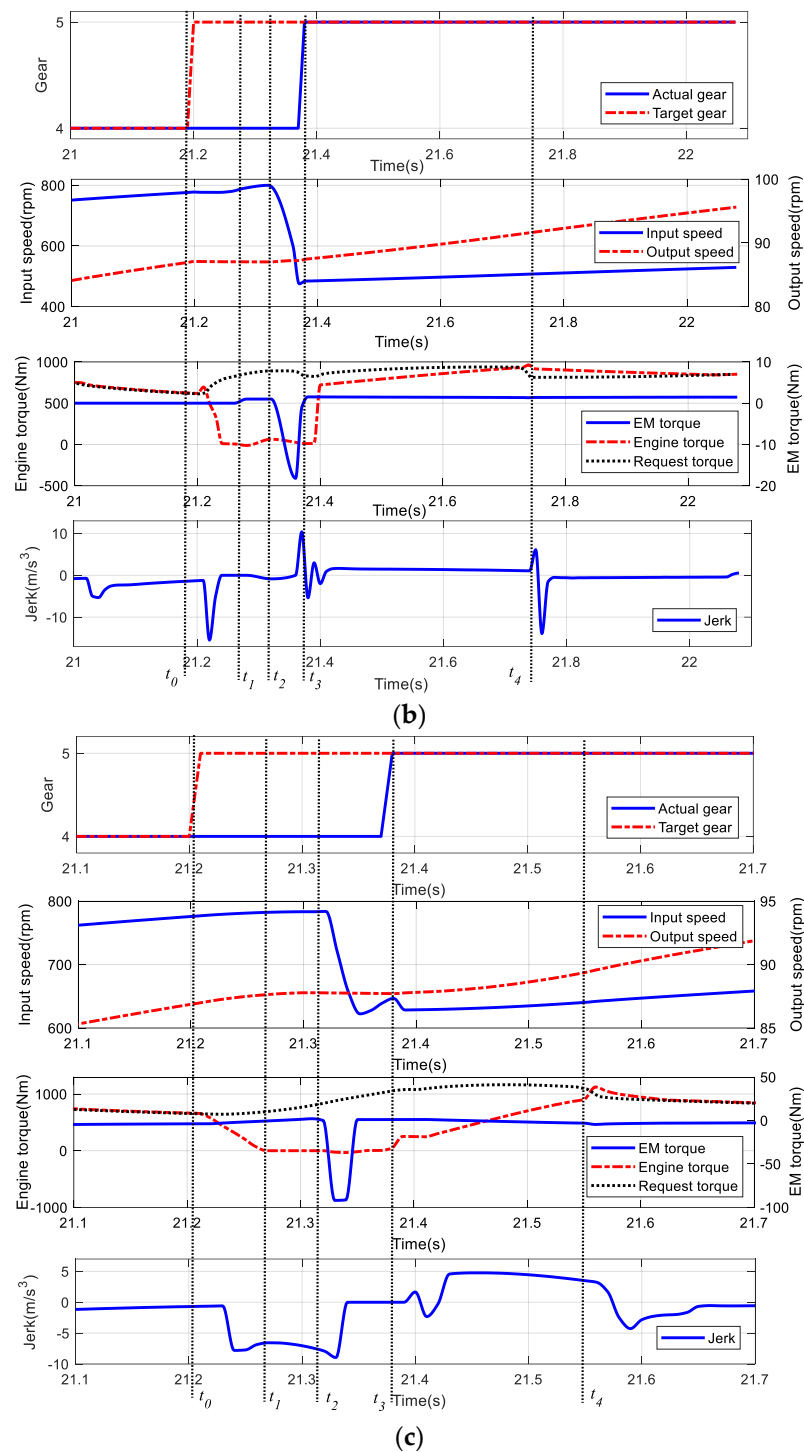 5
Gear
4
Actual gear
Target gear
21 21.2 21.4 21.6 21.8 22
Time(s)
800 100
Input speed(rpm)
600 90
Output speed(rpm)
400 80
Input speed
Output speed
21 21.2 21.4 21.6 21.8 22
Time(s)
1000 10
Engine torque(Nm)
500 0
0 -10
EM torque(Nm)
-500 -20
EM torque
Engine torque
Request torque
21 21.2 21.4 21.6 21.8 22
Time(s)
10
Jerk(m/s3)
0
-10
Jerk
21 21.2 21.4 21.6 21.8 22
t0 t1 t2 t3 Time(s) t4
(b)
5
Gear
4
Actual gear
Target gear
21.1 21.2 21.3 21.4 21.5 21.6 21.7
Time(s)
800 95
Input speed(rpm)
700 90
Output speed(rpm)
600 85
Input speed
Output speed
21.1 21.2 21.3 21.4 21.5 21.6 21.7
Time(s)
1000 50
Engine torque(Nm)
0 0
-50
EM torque(Nm)
-1000 -100
EM torque
Engine torque
Request torque
21.1 21.2 21.3 21.4 21.5 21.6 21.7
Time(s)
5
Jerk(m/s3)
0
-5
-10
Jerk
21.1 21.2 21.3 21.4 21.5 21.6 21.7
t0 t1 t2 t3 Time(s) t4
(c)